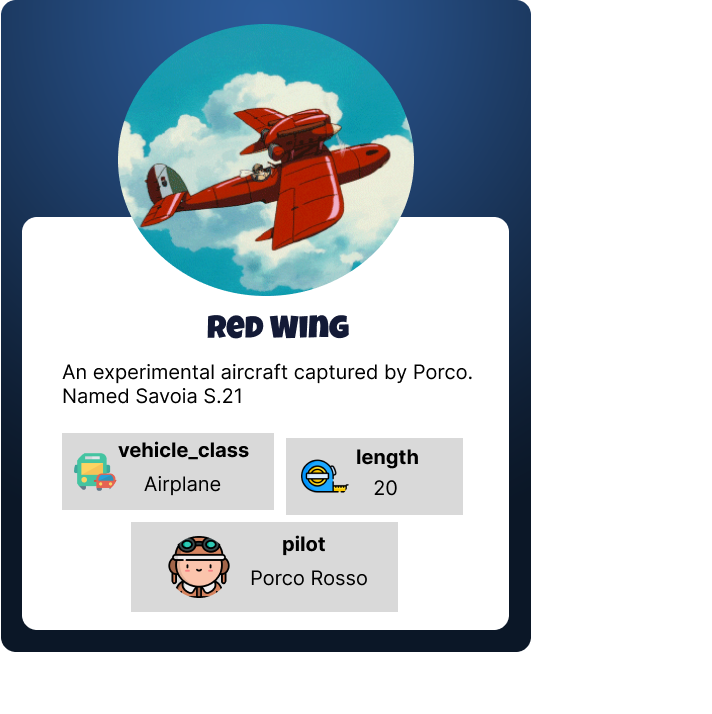 Red Wing
An experimental aircraft captured by Porco.
Named Savoia S.21
vehicle_class
Airplane
length
20
pilot
Porco Rosso